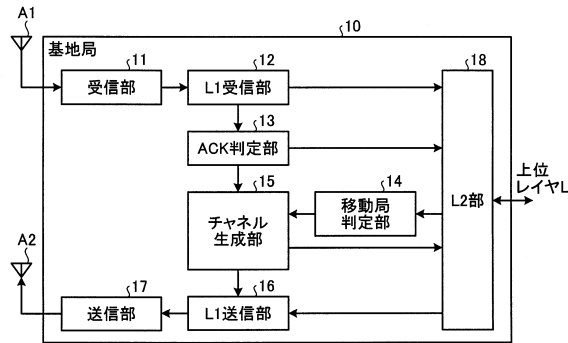 A1
10
基地局
11
受信部
12
L1受信部
18
13
ACK判定部
15
14
上位
レイヤL
チャネル
生成部
移動局
判定部
L2部
A2
17
送信部
16
L1送信部